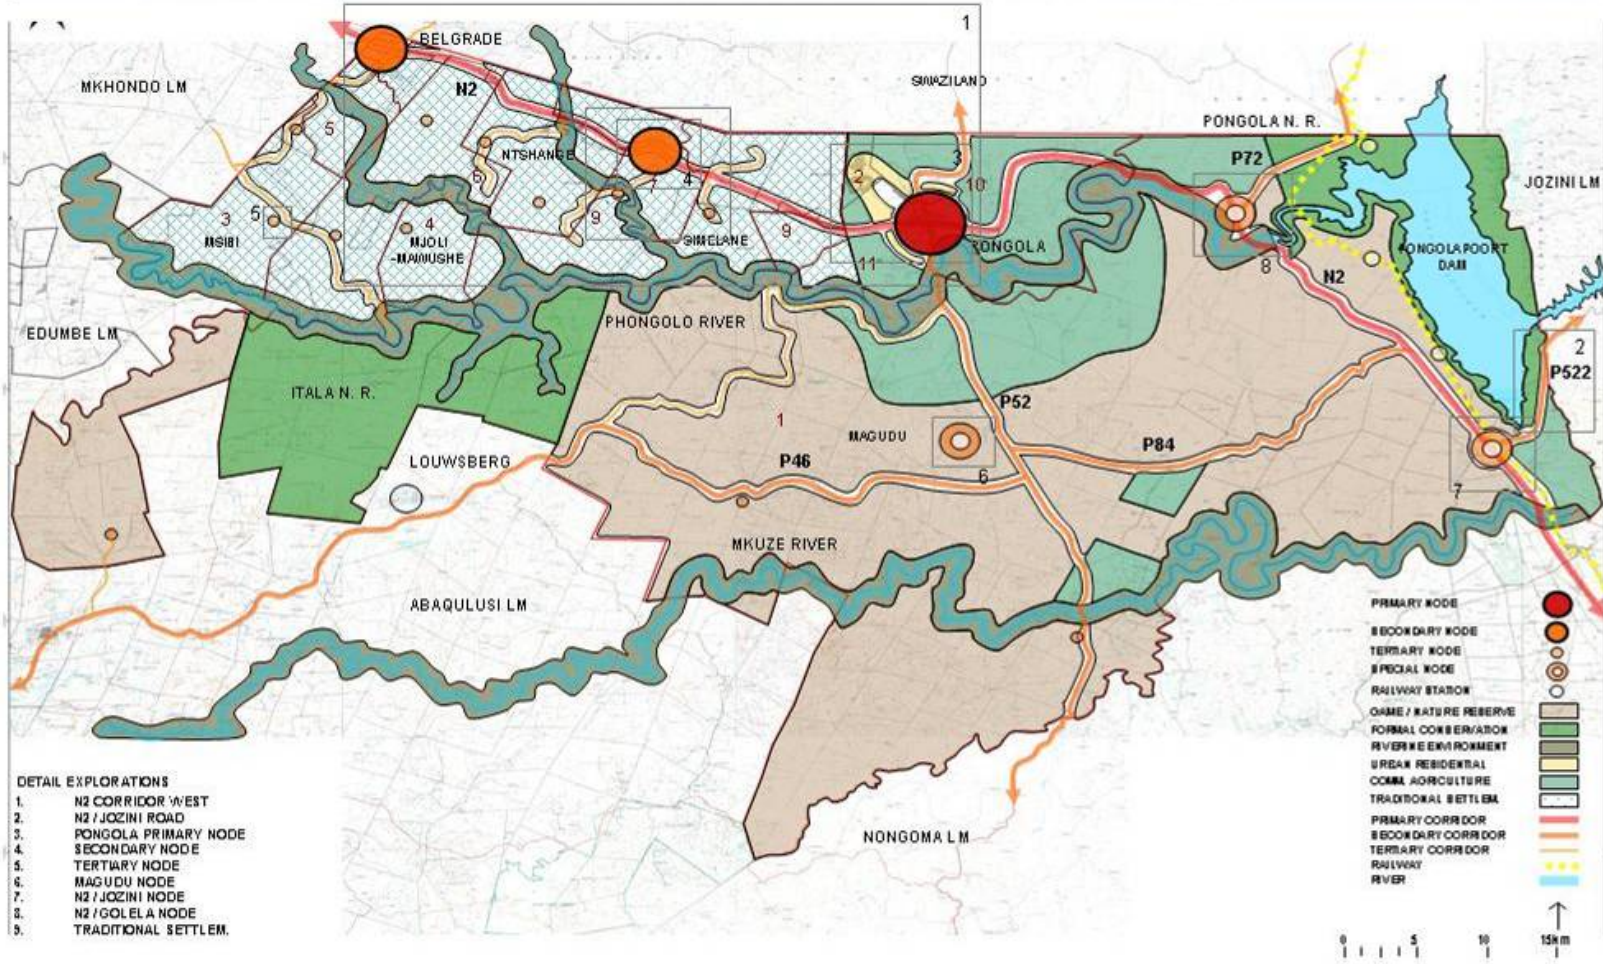 1
BELGRADE
MKHONDO LM
N2
SWAZILAND
PONGOLA N. R.
5
NTSHANGE
6
7
4
2
3
10
P72
JOZINI LM
3
5
MSIBI
4
MJOLI
-MAWUSHE
9
SIMELANE
9
11
PONGOLA
8
N2
PONGOLAPOORT
DAM
EDUMBE LM
PHONGOLO RIVER
2
P522
ITALA N. R.
1
MAGUDU
P52
P84
LOUWSBERG
P46
6
7
MKUZE RIVER
ABAQULUSI LM
NONGOMA LM
PRIMARY NODE
SECONDARY NODE
TERTIARY NODE
SPECIAL NODE
RAILWAY STATION
GAME / NATURE RESERVE
FORMAL CONSERVATION
RIVERINE ENVIRONMENT
URBAN RESIDENTIAL
COMM. AGRICULTURE
TRADITIONAL SETTLEM.
PRIMARY CORRIDOR
SECONDARY CORRIDOR
TERTIARY CORRIDOR
RAILWAY
RIVER
DETAIL EXPLORATIONS
1. N2 CORRIDOR WEST
2. N2 / JOZINI ROAD
3. PONGOLA PRIMARY NODE
4. SECONDARY NODE
5. TERTIARY NODE
6. MAGUDU NODE
7. N2 / JOZINI NODE
8. N2 / GOLELA NODE
9. TRADITIONAL SETTLEM.
0 5 10 15km